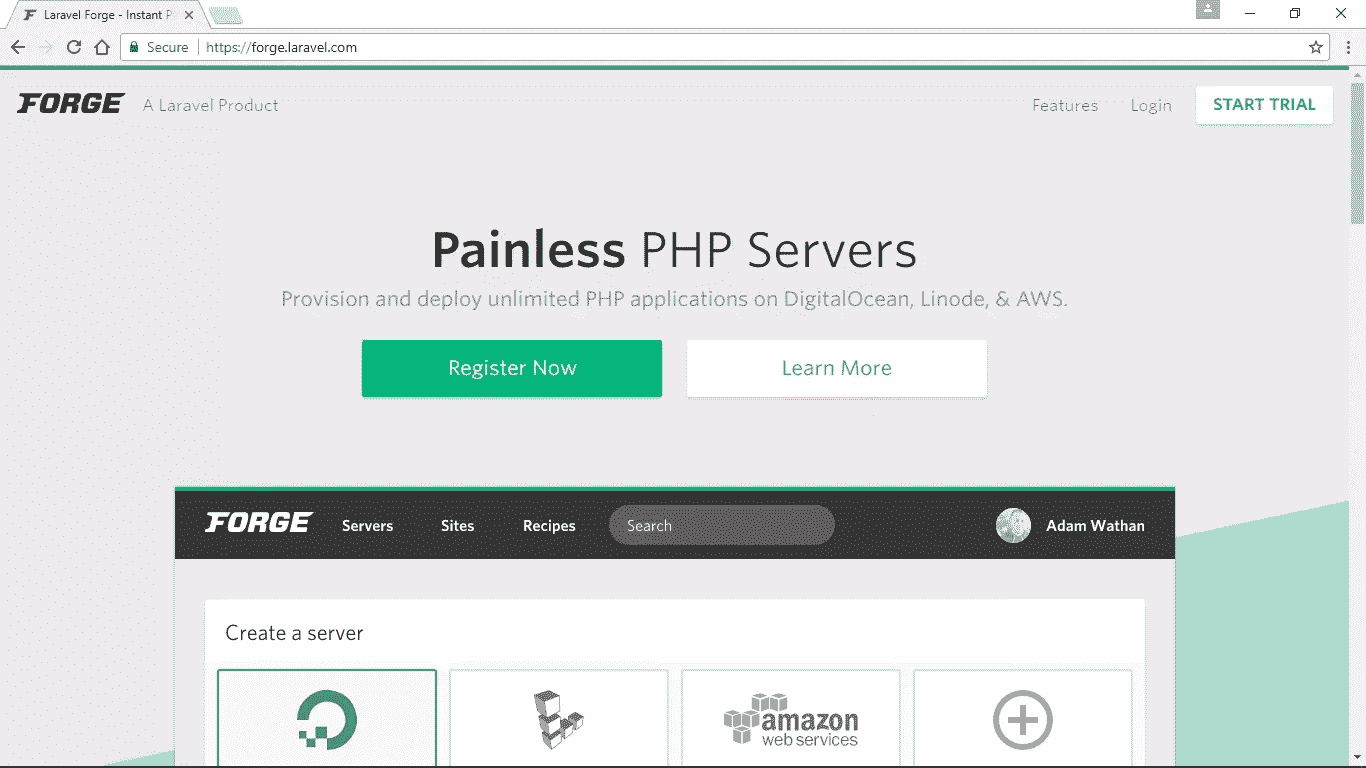 Laravel Forge - Instant P
Secure https://forge.laravel.com
FORGE A Laravel Product Features Login START TRIAL
Painless PHP Servers
Provision and deploy unlimited PHP applications on DigitalOcean, Linode, & AWS.
Register Now Learn More
FORGE Servers Sites Recipes Search Adam Wathan
Create a server
amazon
web services